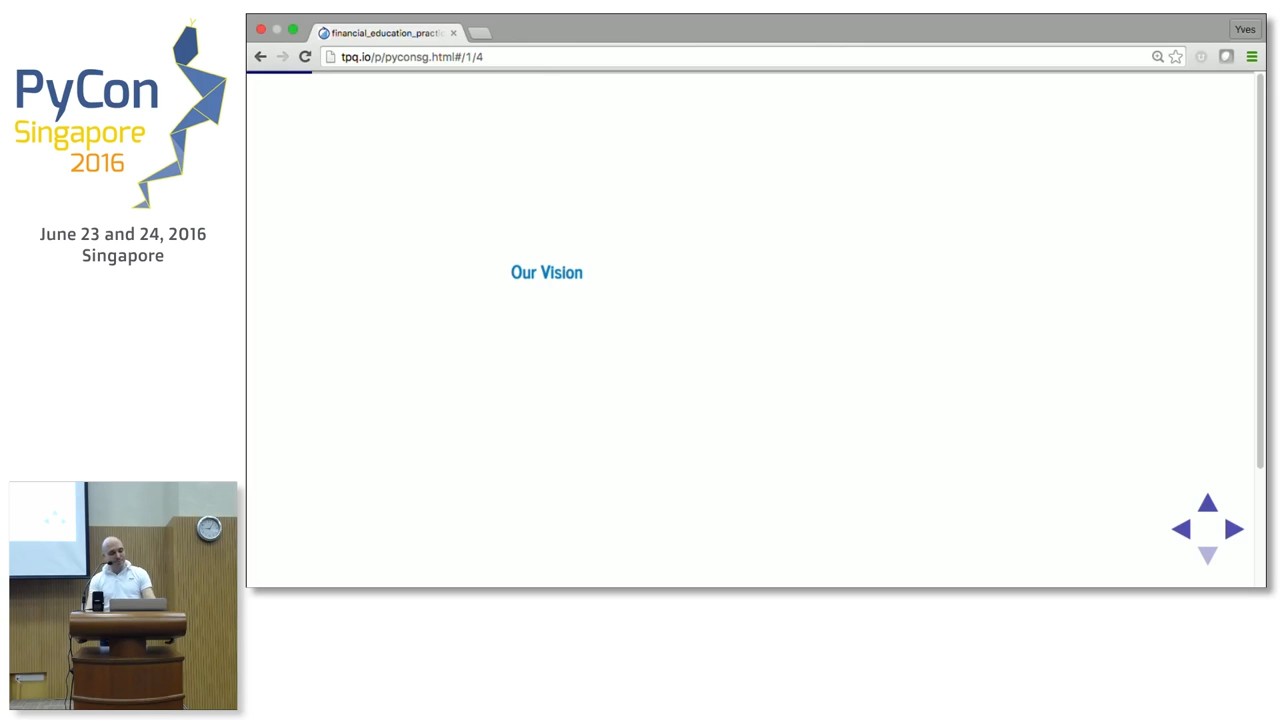 PyCon
Singapore
2016
June 23 and 24, 2016
Singapore
financial_education_practic
Yves
tpq.io/p/pyconsg.html#/1/4
Our Vision